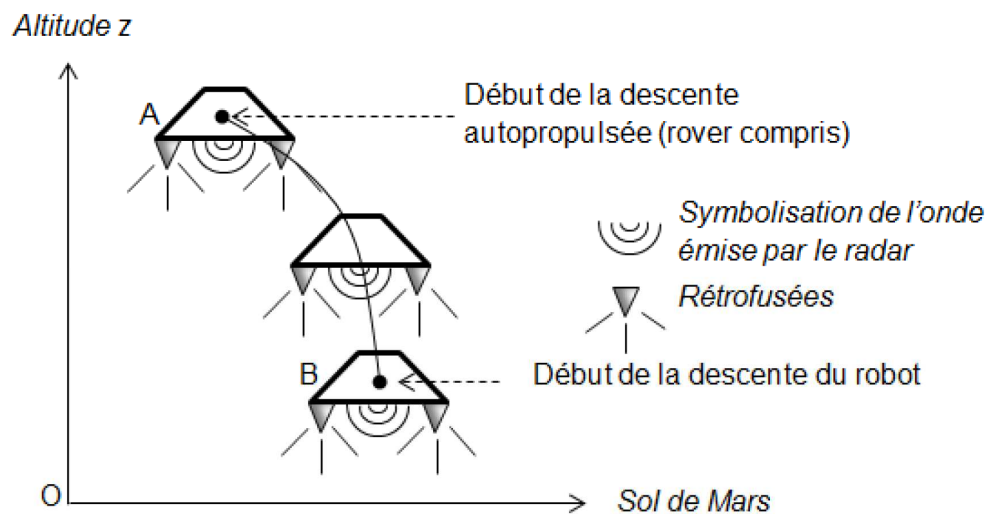 Altitude z
A
Début de la descente
autopropulsée (rover compris)
Symbolisation de l'onde
émise par le radar
Rétrofusées
B
Début de la descente du robot
O
Sol de Mars